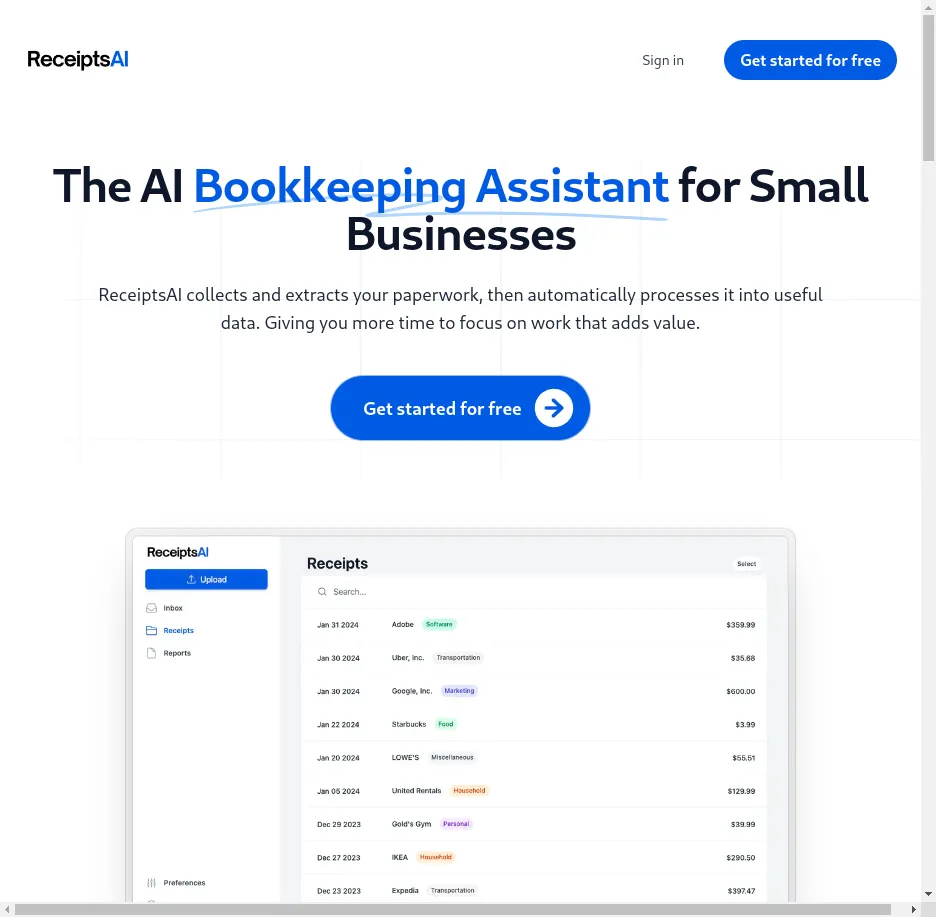 ReceiptsAI
Sign in
Get started for free
The AI Bookkeeping Assistant for Small
Businesses
ReceiptsAI collects and extracts your paperwork, then automatically processes it into useful
data. Giving you more time to focus on work that adds value.
Get started for free
ReceiptsAI
Upload
Inbox
Receipts
Reports
Preferences
Receipts
Select
Search...
Jan 31 2024 Adobe Software $359.99
Jan 30 2024 Uber, Inc. Transportation $35.68
Jan 30 2024 Google, Inc. Marketing $600.00
Jan 22 2024 Starbucks Food $3.99
Jan 20 2024 LOWE'S Miscellaneous $55.51
Jan 05 2024 United Rentals Household $129.99
Dec 29 2023 Gold's Gym Personal $39.99
Dec 27 2023 IKEA Household $290.50
Dec 23 2023 Expedia Transportation $397.47